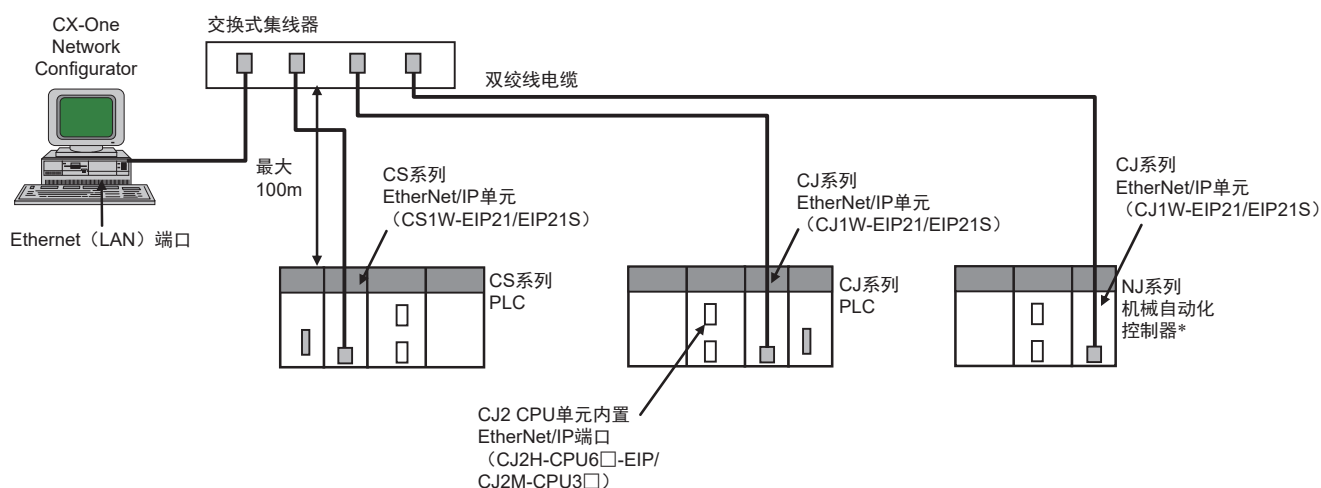 CX-One
Network
Configurator
交换式集线器
双绞线电缆
最大
100m
Ethernet（LAN）端口
CS系列
EtherNet/IP单元
（CS1W-EIP21/EIP21S）
CJ系列
EtherNet/IP单元
（CJ1W-EIP21/EIP21S）
CJ系列
EtherNet/IP单元
（CJ1W-EIP21/EIP21S）
CS系列
PLC
CJ系列
PLC
NJ系列
机械自动化
控制器*
CJ2 CPU单元内置
EtherNet/IP端口
（CJ2H-CPU6□-EIP/
CJ2M-CPU3□）